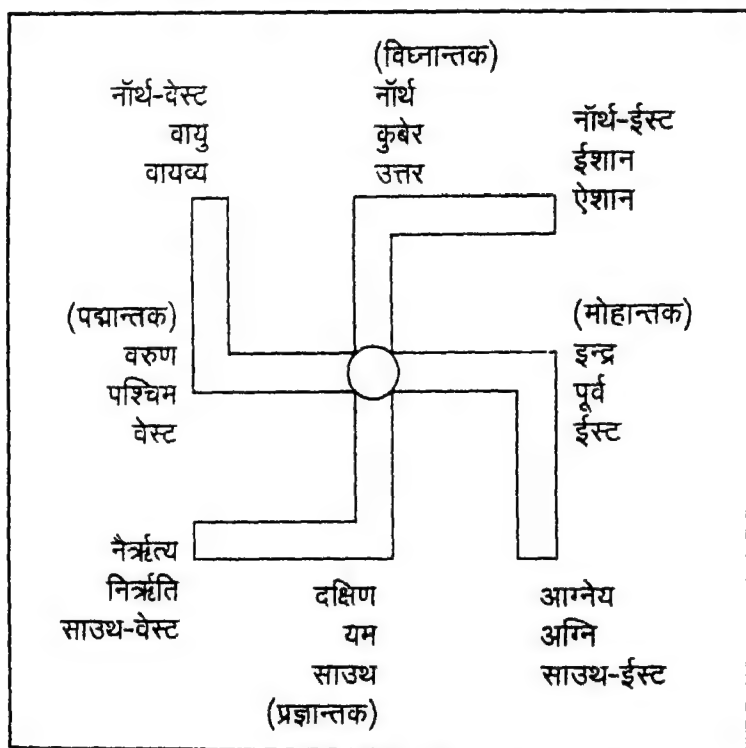 (विघ्नान्तक)
नॉर्थ
कुबेर
उत्तर
नॉर्थ-वेस्ट
वायु
वायव्य
नॉर्थ-ईस्ट
ईशान
ऐशान
(पद्मान्तक)
वरुण
पश्चिम
वेस्ट
(मोहान्तक)
इन्द्र
पूर्व
ईस्ट
नैर्ऋत्य
निर्ऋति
साउथ-वेस्ट
दक्षिण
यम
साउथ
(प्रज्ञान्तक)
आग्नेय
अग्नि
साउथ-ईस्ट